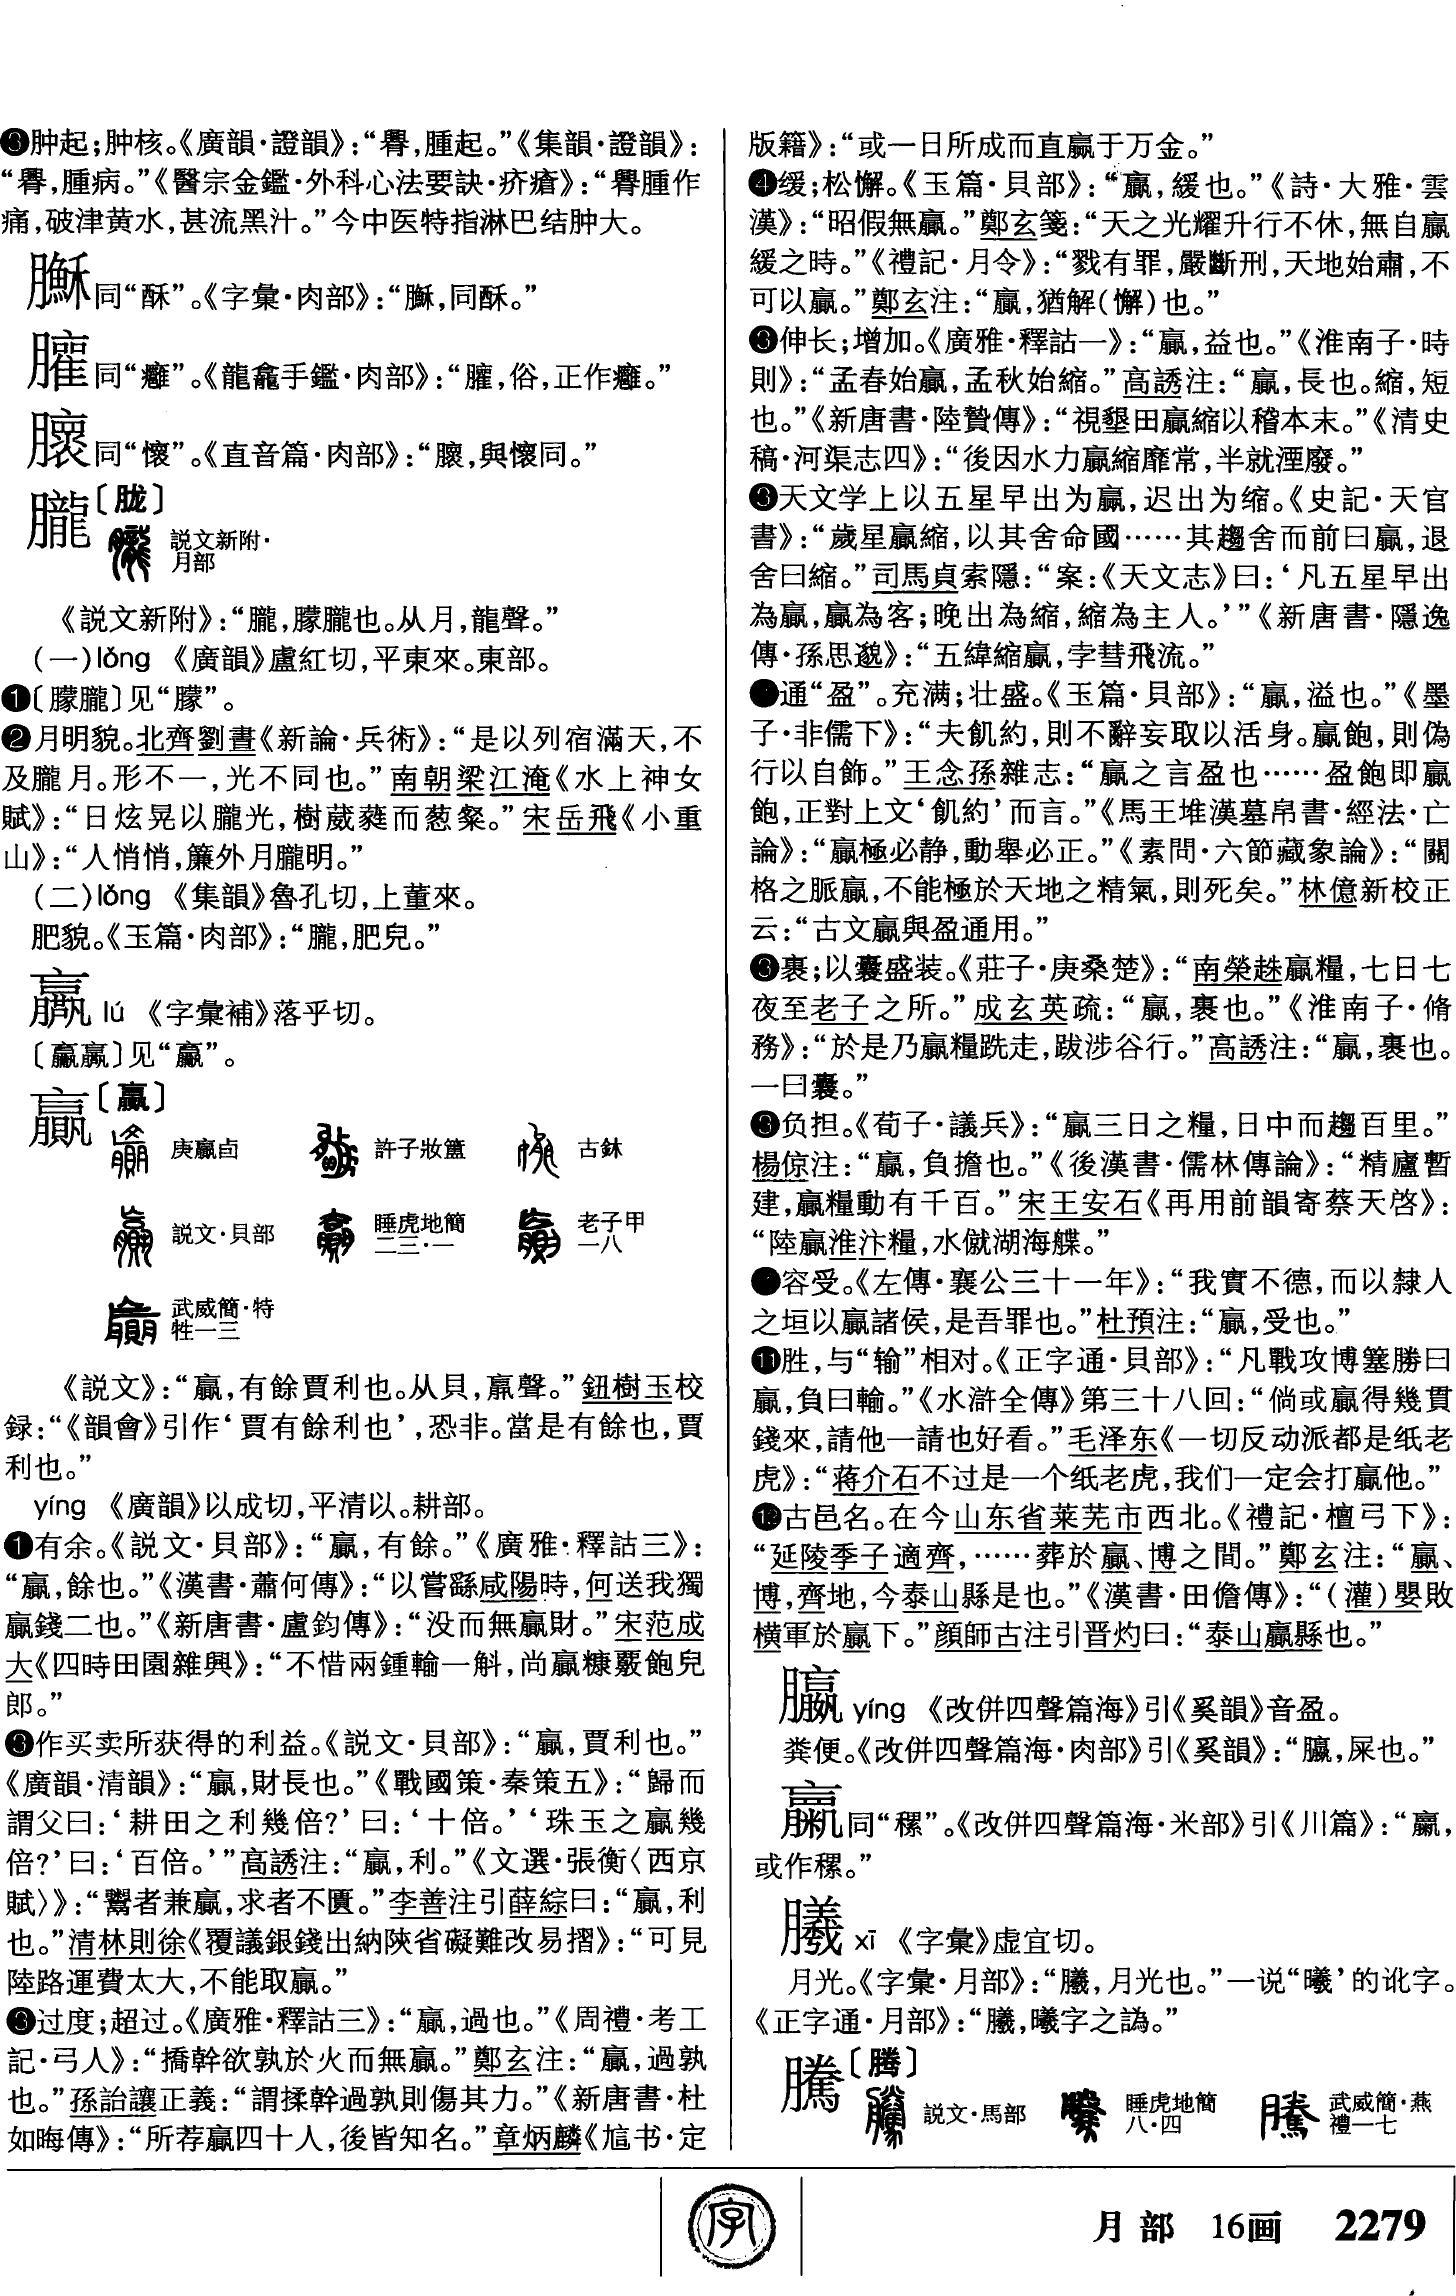 ❸肿起;肿核。《廣韻·證韻》:“㬹,腫起。”《集韻·證韻》:
“㬹,腫病。”《醫宗金鑑·外科心法要訣·疥瘡》:“㬹腫作
痛,破津黄水,甚流黑汁。”今中医特指淋巴结肿大。
同“酥”。《字彙·肉部》:“,同酥。”
臛同“癰”。《龍龕手鑑·肉部》:“,俗,正作癰。”
同“懷”。《直音篇·肉部》:“,與懷同。”
朧〔胧〕
説文新附·
月部
《説文新附》:“朧,朦朧也。从月,龍聲。”
(一)lóng 《廣韻》盧紅切,平東來。東部。
❶〔朦朧〕见“朦”。
❷月明貌。北齊劉晝《新論·兵術》:“是以列宿滿天,不
及朧月。形不一,光不同也。”南朝梁江淹《水上神女
賦》:“日炫晃以朧光,樹葳蕤而葱粲。”宋岳飛《小重
山》:“人悄悄,簾外月朧明。”
(二)lǒng 《集韻》魯孔切,上董來。
肥貌。《玉篇·肉部》:“朧,肥皃。”
lú 《字彙補》落乎切。
贏〔赢〕
庚贏卣
許子妝簠
古鉢
説文·貝部
睡虎地簡
二三·一
老子甲
一八
武威簡·特
牲一三
《説文》:“贏,有餘賈利也。从貝,𣎆聲。”鈕樹玉校
録:“《韻會》引作‘賈有餘利也’,恐非。當是有餘也,賈
利也。”
yíng 《廣韻》以成切,平清以。耕部。
❶有余。《説文·貝部》:“贏,有餘。”《廣雅·釋詁三》:
“贏,餘也。”《漢書·蕭何傳》:“以嘗繇咸陽時,何送我獨
贏錢二也。”《新唐書·盧鈞傳》:“没而無贏財。”宋范成
大《四時田園雜興》:“不惜兩鍾輸一斛,尚贏糠覈飽兒
郎。”
❷作买卖所获得的利益。《説文·貝部》:“贏,賈利也。”
《廣韻·清韻》:“贏,財長也。”《戰國策·秦策五》:“歸而
謂父曰:‘耕田之利幾倍?’曰:‘十倍。’‘珠玉之贏幾
倍?’曰:‘百倍。’”高誘注:“贏,利。”《文選·張衡〈西京
賦〉》:“鬻者兼贏,求者不匱。”李善注引薛綜曰:“贏,利
也。”清林則徐《覆議銀錢出納陝省礙難改易摺》:“可見
陸路運費太大,不能取贏。”
❸过度;超过。《廣雅·釋詁三》:“贏,過也。”《周禮·考工
記·弓人》:“撟幹欲孰於火而無贏。”鄭玄注:“贏,過孰
也。”孫詒讓正義:“謂揉幹過孰則傷其力。”《新唐書·杜
如晦傳》:“所荐贏四十人,後皆知名。”章炳麟《訄书·定
版籍》:“或一日所成而直贏于万金。”
❹缓;松懈。《玉篇·貝部》:“贏,緩也。”《詩·大雅·雲
漢》:“昭假無贏。”鄭玄箋:“天之光耀升行不休,無自贏
緩之時。”《禮記·月令》:“戮有罪,嚴斷刑,天地始肅,不
可以贏。”鄭玄注:“贏,猶解(懈)也。”
❺伸长;增加。《廣雅·釋詁一》:“贏,益也。”《淮南子·時
則》:“孟春始贏,孟秋始縮。”高誘注:“贏,長也。縮,短
也。”《新唐書·陸贄傳》:“視墾田贏縮以稽本末。”《清史
稿·河渠志四》:“後因水力贏縮靡常,半就湮廢。”
❻天文学上以五星早出为赢,迟出为缩。《史記·天官
書》:“歲星贏縮,以其舍命國……其趨舍而前曰贏,退
舍曰縮。”司馬貞索隱:“案:《天文志》曰:‘凡五星早出
為贏,贏為客;晚出為縮,縮為主人。’”《新唐書·隱逸
傳·孫思邈》:“五緯縮贏,孛彗飛流。”
❼通“盈”。充满;壮盛。《玉篇·貝部》:“贏,溢也。”《墨
子·非儒下》:“夫飢約,則不辭妄取以活身。贏飽,則偽
行以自飾。”王念孫雜志:“贏之言盈也……盈飽即贏
飽,正對上文‘飢約’而言。”《馬王堆漢墓帛書·經法·亡
論》:“贏極必静,動舉必正。”《素問·六節藏象論》:“關
格之脈贏,不能極於天地之精氣,則死矣。”林億新校正
云:“古文贏與盈通用。”
❽裹;以囊盛装。《莊子·庚桑楚》:“南榮趎贏糧,七日七
夜至老子之所。”成玄英疏:“贏,裹也。”《淮南子·脩
務》:“於是乃贏糧跣走,跋涉谷行。”高誘注:“贏,裹也。
一曰囊。”
❾负担。《荀子·議兵》:“贏三日之糧,日中而趨百里。”
楊倞注:“贏,負擔也。”《後漢書·儒林傳論》:“精廬暫
建,贏糧動有千百。”宋王安石《再用前韻寄蔡天啓》:
“陸贏淮汴糧,水僦湖海艓。”
❿容受。《左傳·襄公三十一年》:“我實不德,而以隸人
之垣以贏諸侯,是吾罪也。”杜預注:“贏,受也。”
⓫胜,与“输”相对。《正字通·貝部》:“凡戰攻博簺勝曰
贏,負曰輸。”《水滸全傳》第三十八回:“倘或贏得幾貫
錢來,請他一請也好看。”毛泽东《一切反动派都是纸老
虎》:“蒋介石不过是一个纸老虎,我们一定会打赢他。”
⓬古邑名。在今山东省莱芜市西北。《禮記·檀弓下》:
“延陵季子適齊,……葬於贏、博之間。”鄭玄注:“贏、
博,齊地,今泰山縣是也。”《漢書·田儋傳》:“(灌)嬰敗
横軍於贏下。”顔師古注引晋灼曰:“泰山贏縣也。”
yíng 《改併四聲篇海》引《奚韻》音盈。
粪便。《改併四聲篇海·肉部》引《奚韻》:“,屎也。”
同“䅹”。《改併四聲篇海·米部》引《川篇》:“,
或作䅹。”
xī 《字彙》虚宜切。
月光。《字彙·月部》:“,月光也。”一说“曦’的讹字。
《正字通·月部》:“,曦字之譌。”
騰〔腾〕
説文·馬部
睡虎地簡
八·四
武威簡·燕
禮一七
字
月部 16画 2279